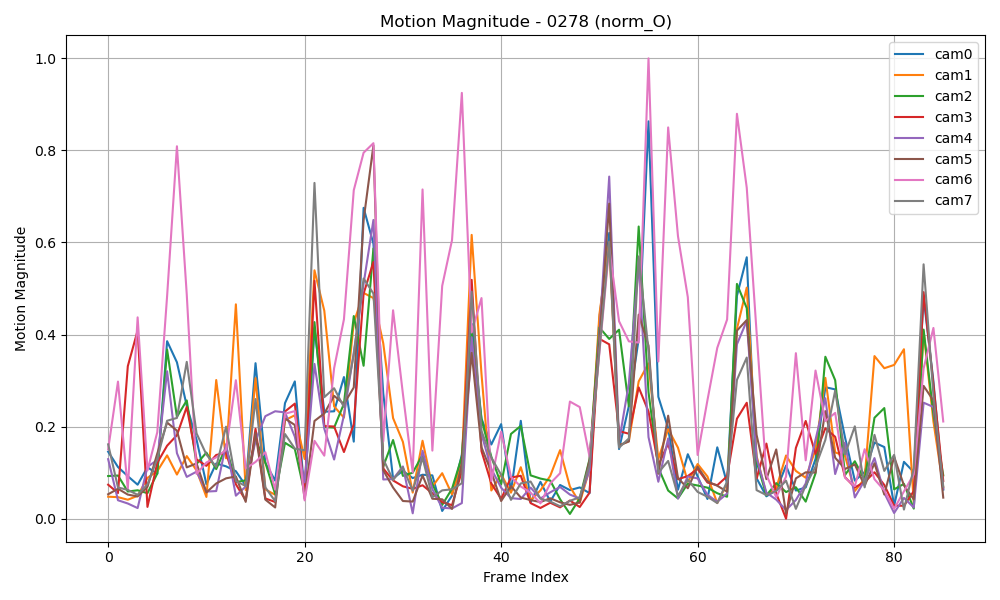 Motion Magnitude - 0278 (norm_O)
Motion Magnitude
1.0
0.8
0.6
0.4
0.2
0.0
0
20
40
60
80
Frame Index
cam0
cam1
cam2
cam3
cam4
cam5
cam6
cam7